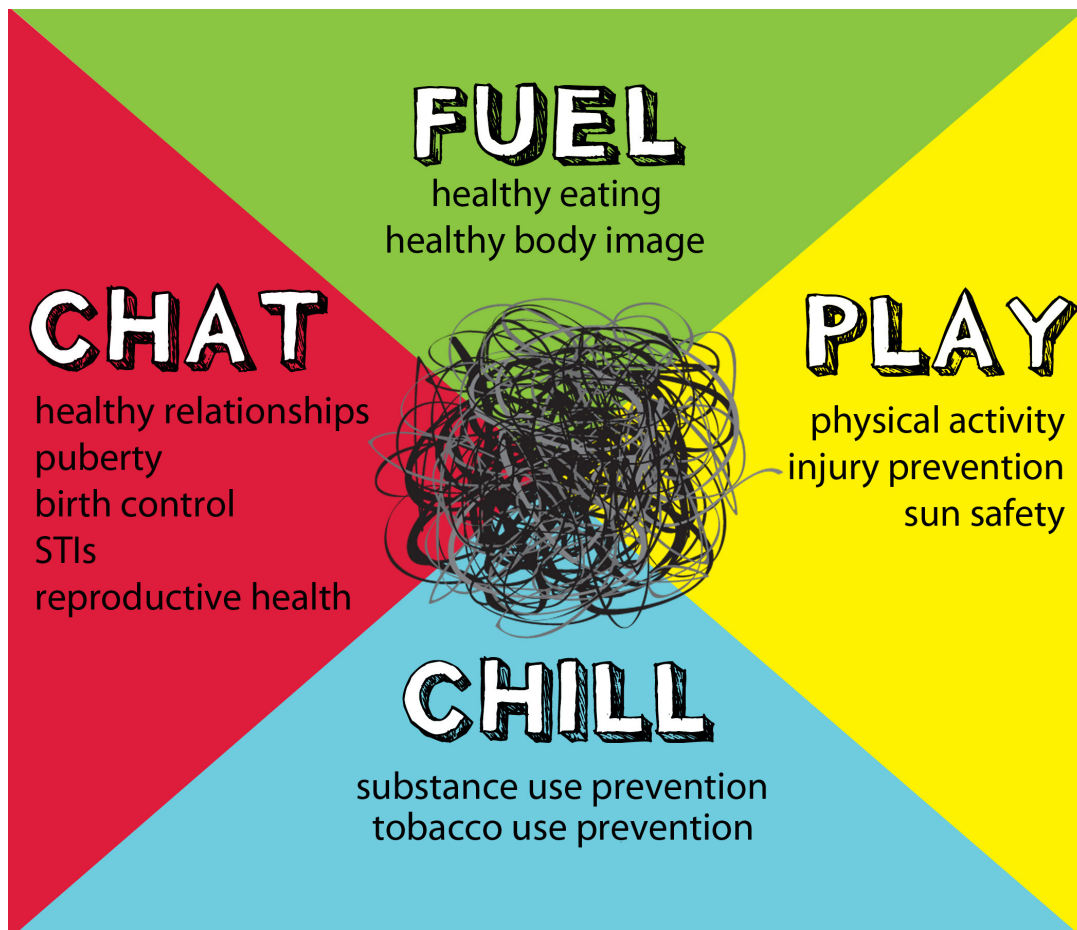 FUEL
healthy eating
healthy body image
CHAT
healthy relationships
puberty
birth control
STIs
reproductive health
PLAY
physical activity
injury prevention
sun safety
CHILL
substance use prevention
tobacco use prevention